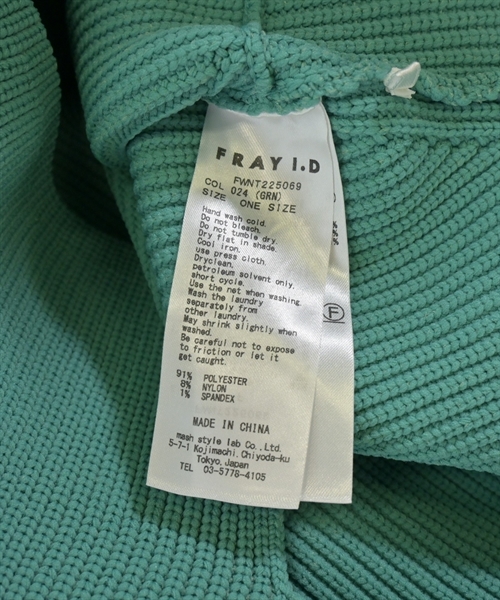 FRAY I.D
FWNT225069
COL 024 (GRN)
SIZE ONE SIZE
Hand wash cold.
Do not bleach.
Do not tumble dry.
Dry flat in shade.
Cool iron.
use press cloth.
Dryclean.
petroleum solvent only.
short cycle.
Use the net when washing.
Wash the laundry
separately from
other laundry.
May shrink slightly when
washed.
Be careful not to expose
to friction or let it
get caught.
91% POLYESTER
8% NYLON
1% SPANDEX
MADE IN CHINA
mash style lab Co.,Ltd.
5-7-1 Kojimachi,Chiyoda-ku
Tokyo,Japan
TEL 03-5778-4105
F